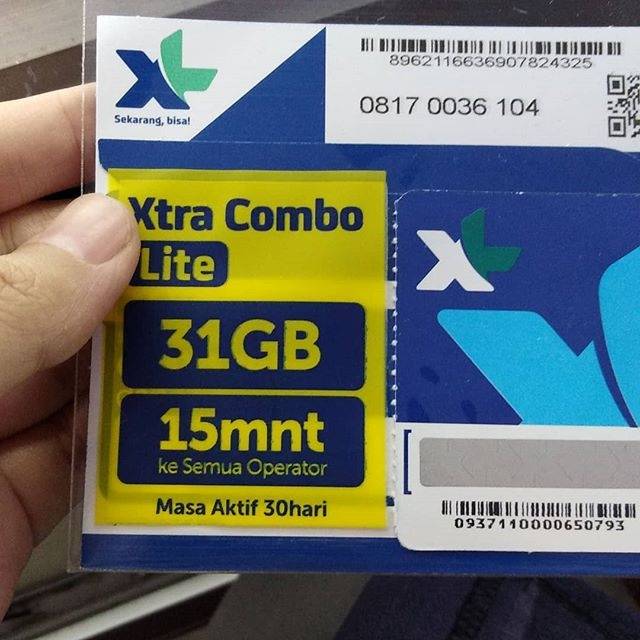 XL
Sekarang, bisa!
8962116636907824325
0817 0036 104
Xtra Combo
Lite
31GB
15mnt
ke Semua Operator
Masa Aktif 30hari
XL
0937110000650793